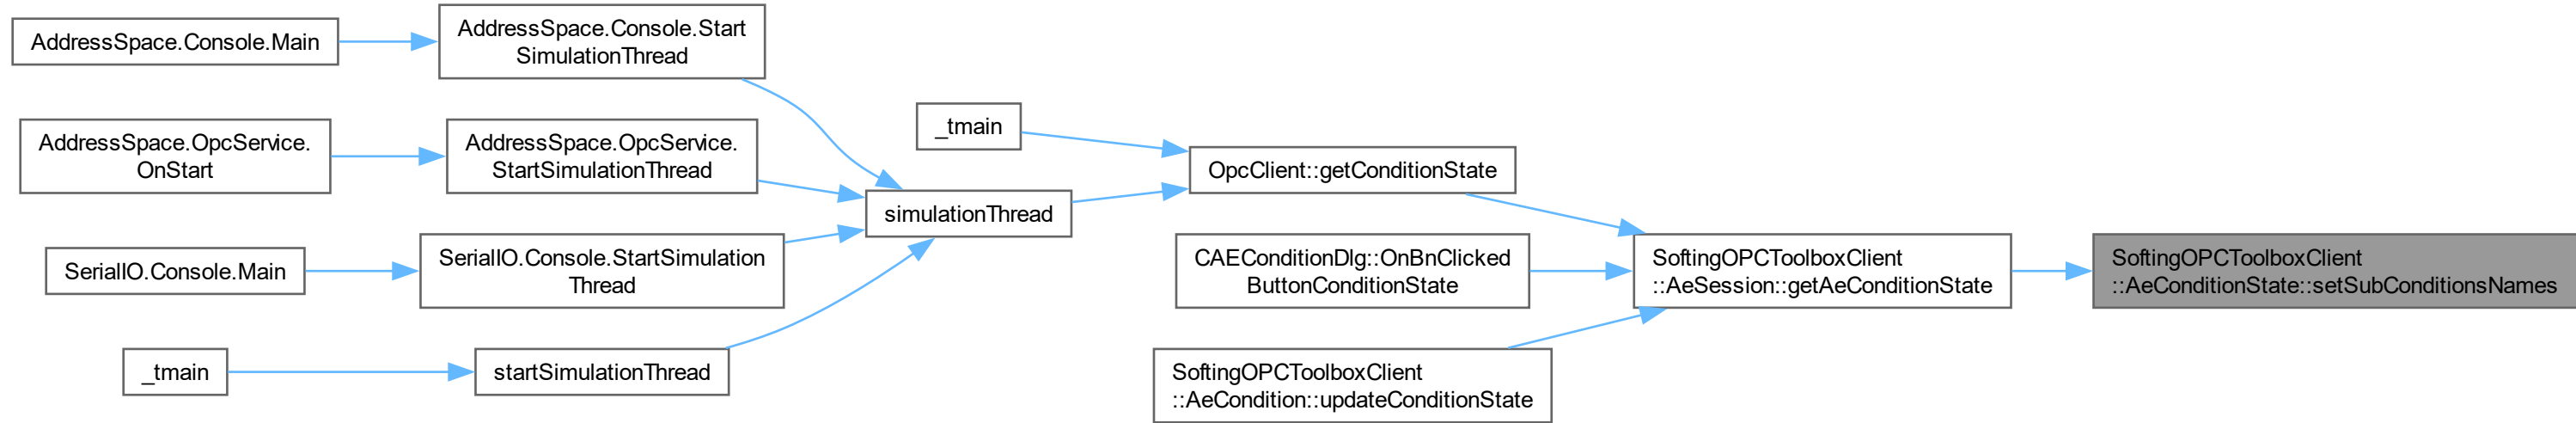 AddressSpace.Console.Main
AddressSpace.Console.Start
SimulationThread
AddressSpace.OpcService.
OnStart
AddressSpace.OpcService.
StartSimulationThread
SerialIO.Console.Main
SerialIO.Console.StartSimulation
Thread
_tmain
startSimulationThread
simulationThread
_tmain
OpcClient::getConditionState
CAEConditionDlg::OnBnClicked
ButtonConditionState
SoftingOPCToolboxClient
::AeCondition::updateConditionState
SoftingOPCToolboxClient
::AeSession::getAeConditionState
SoftingOPCToolboxClient
::AeConditionState::setSubConditionsNames